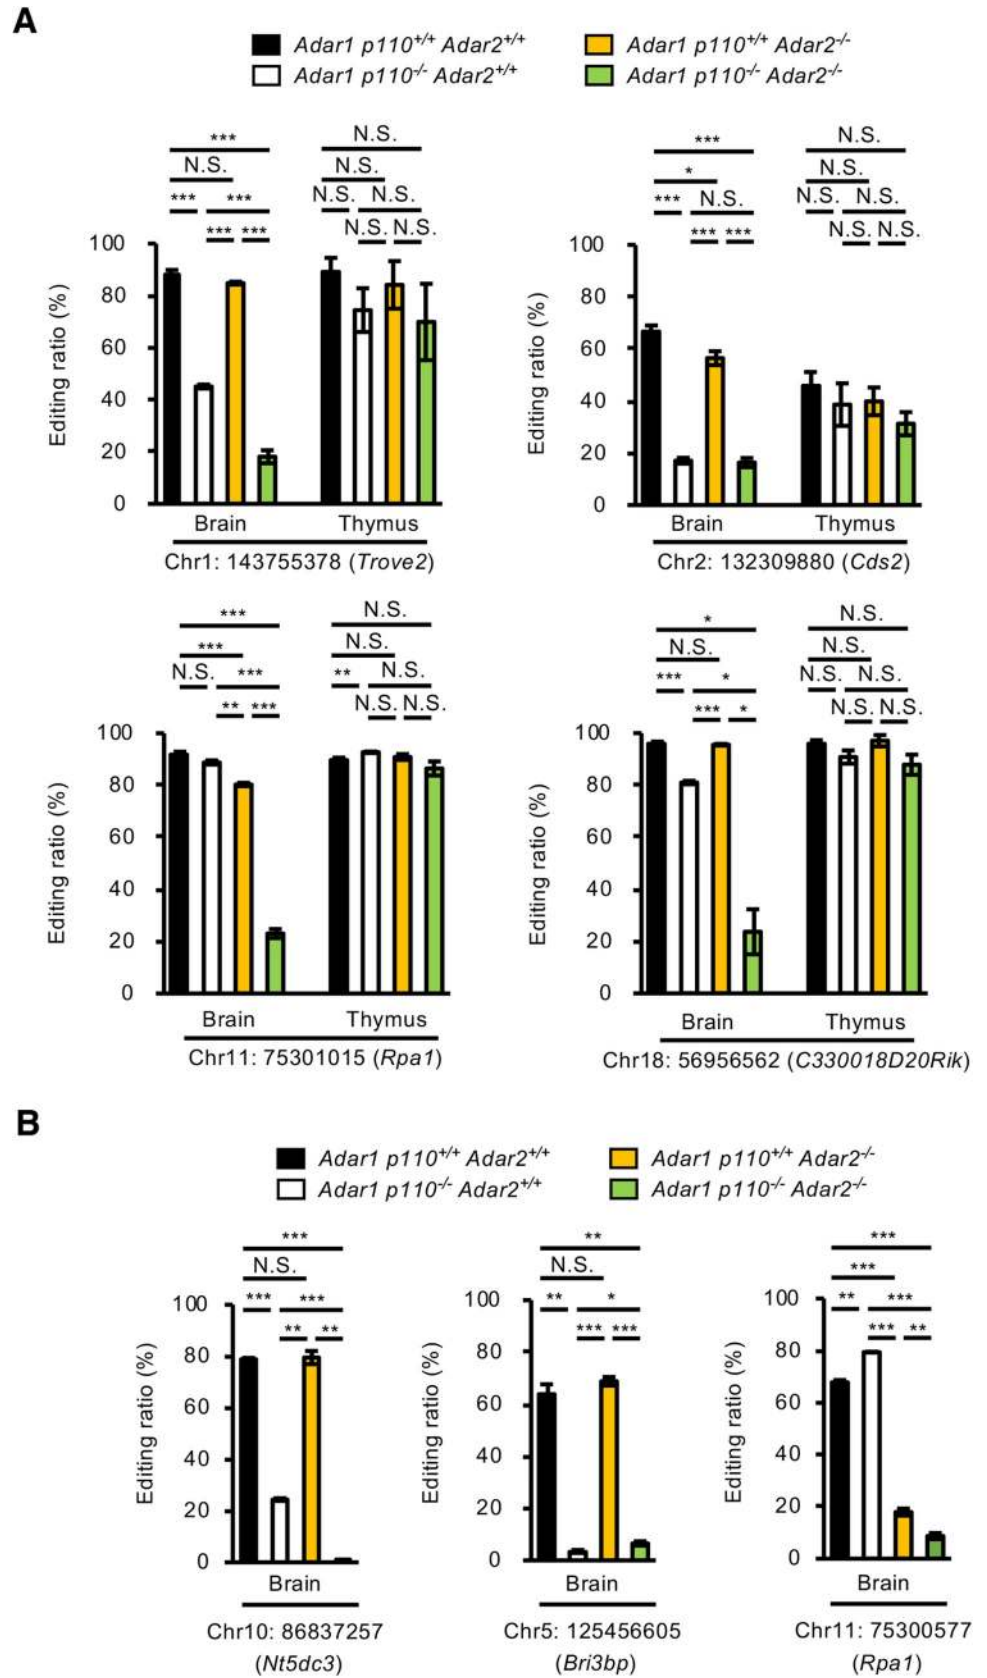 A
Adar1 p110+/+ Adar2+/+
Adar1 p110+/+ Adar2-/-
Adar1 p110-/- Adar2+/+
Adar1 p110-/- Adar2-/-
***
N.S.
*** ***
*** ***
N.S.
N.S.
N.S. N.S.
N.S. N.S.
Editing ratio (%)
100
80
60
40
20
0
Brain Thymus
Chr1: 143755378 (Trove2)
***
*
*** N.S.
*** ***
N.S.
N.S.
N.S. N.S.
N.S. N.S.
Editing ratio (%)
100
80
60
40
20
0
Brain Thymus
Chr2: 132309880 (Cds2)
***
***
N.S. ***
** ***
N.S.
N.S.
** N.S.
N.S. N.S.
Editing ratio (%)
100
80
60
40
20
0
Brain Thymus
Chr11: 75301015 (Rpa1)
*
N.S.
*** *
*** *
N.S.
N.S.
N.S. N.S.
N.S. N.S.
Editing ratio (%)
100
80
60
40
20
0
Brain Thymus
Chr18: 56956562 (C330018D20Rik)
B
Adar1 p110+/+ Adar2+/+
Adar1 p110+/+ Adar2-/-
Adar1 p110-/- Adar2+/+
Adar1 p110-/- Adar2-/-
***
N.S.
*** ***
** **
Editing ratio (%)
100
80
60
40
20
0
Brain
Chr10: 86837257
(Nt5dc3)
**
N.S.
** *
*** ***
Editing ratio (%)
100
80
60
40
20
0
Brain
Chr5: 125456605
(Bri3bp)
***
***
** ***
*** **
Editing ratio (%)
100
80
60
40
20
0
Brain
Chr11: 75300577
(Rpa1)